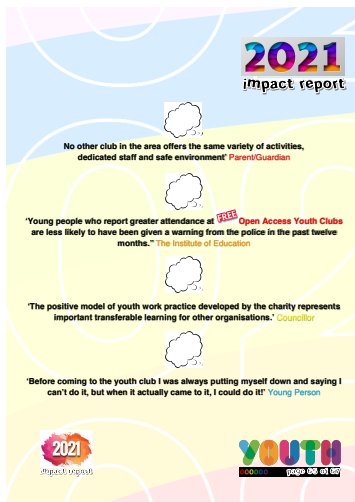 2021
impact report
No other club in the area offers the same variety of activities,
dedicated staff and safe environment' Parent/Guardian
'Young people who report greater attendance at FREE Open Access Youth Clubs
are less likely to have been given a warning from the police in the past twelve
months." The Institute of Education
'The positive model of youth work practice developed by the charity represents
important transferable learning for other organisations.' Councillor
'Before coming to the youth club I was always putting myself down and saying I
can't do it, but when it actually came to it, I could do it!' Young Person
2021
impact report
YOUTH
page 65 of 67